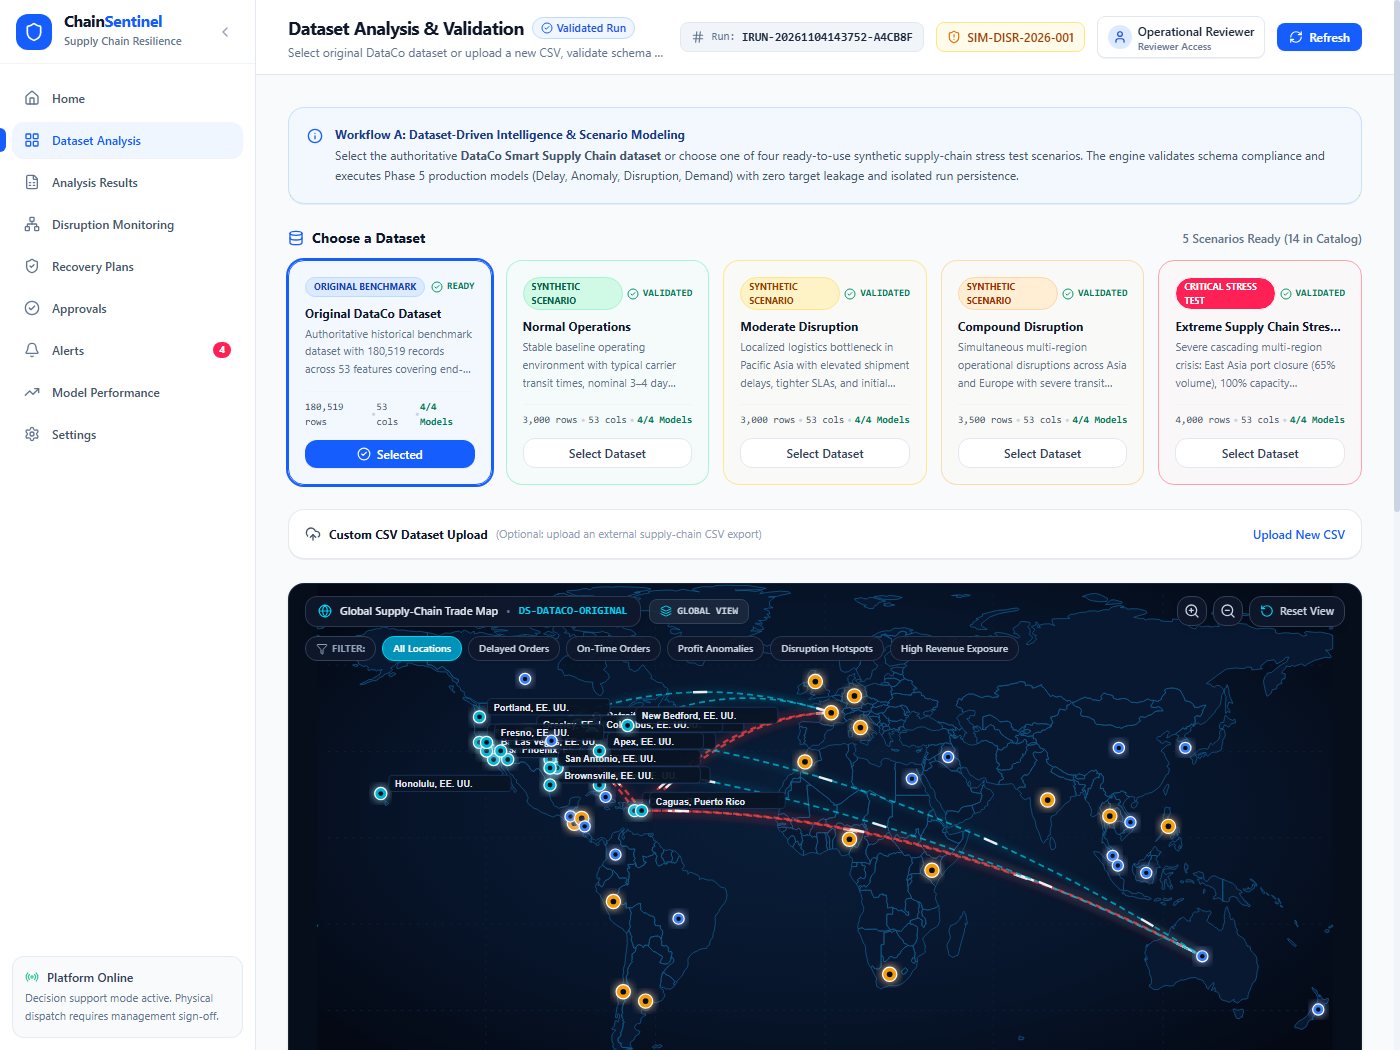 ChainSentinel
Supply Chain Resilience
Home
Dataset Analysis
Analysis Results
Disruption Monitoring
Recovery Plans
Approvals
Alerts
4
Model Performance
Settings
Platform Online
Decision support mode active. Physical
dispatch requires management sign-off.
Dataset Analysis & Validation
Validated Run
Select original DataCo dataset or upload a new CSV, validate schema ...
Run: IRUN-20261104143752-A4CB8F
SIM-DISR-2026-001
Operational Reviewer
Reviewer Access
Refresh
Workflow A: Dataset-Driven Intelligence & Scenario Modeling
Select the authoritative DataCo Smart Supply Chain dataset or choose one of four ready-to-use synthetic supply-chain stress test scenarios. The engine validates schema compliance and
executes Phase 5 production models (Delay, Anomaly, Disruption, Demand) with zero target leakage and isolated run persistence.
Choose a Dataset
5 Scenarios Ready (14 in Catalog)
ORIGINAL BENCHMARK
READY
Original DataCo Dataset
Authoritative historical benchmark
dataset with 180,519 records
across 53 features covering end-...
180,519 rows • 53 cols • 4/4 Models
Selected
SYNTHETIC SCENARIO
VALIDATED
Normal Operations
Stable baseline operating
environment with typical carrier
transit times, nominal 3–4 day...
3,000 rows • 53 cols • 4/4 Models
Select Dataset
SYNTHETIC SCENARIO
VALIDATED
Moderate Disruption
Localized logistics bottleneck in
Pacific Asia with elevated shipment
delays, tighter SLAs, and initial...
3,000 rows • 53 cols • 4/4 Models
Select Dataset
SYNTHETIC SCENARIO
VALIDATED
Compound Disruption
Simultaneous multi-region
operational disruptions across Asia
and Europe with severe transit...
3,500 rows • 53 cols • 4/4 Models
Select Dataset
CRITICAL STRESS TEST
VALIDATED
Extreme Supply Chain Stres...
Severe cascading multi-region
crisis: East Asia port closure (65%
volume), 100% capacity...
4,000 rows • 53 cols • 4/4 Models
Select Dataset
Custom CSV Dataset Upload (Optional: upload an external supply-chain CSV export)
Upload New CSV
Global Supply-Chain Trade Map • DS-DATACO-ORIGINAL
GLOBAL VIEW
Reset View
FILTER:
All Locations
Delayed Orders
On-Time Orders
Profit Anomalies
Disruption Hotspots
High Revenue Exposure
Portland, EE. UU.
New Bedford, EE. UU.
Fresno, EE. UU.
Las Vegas, EE. UU.
Apex, EE. UU.
Phoenix
San Antonio, EE. UU.
Brownsville, EE. UU.
Honolulu, EE. UU.
Caguas, Puerto Rico